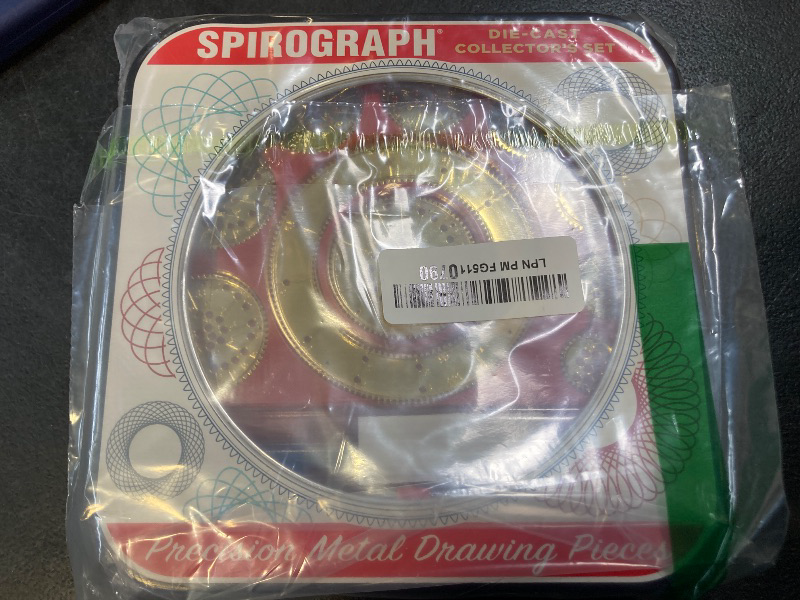 SPIROGRAPH®
DIE-CAST
COLLECTOR'S SET
LPN PM FG5110790
Precision Metal Drawing Pieces